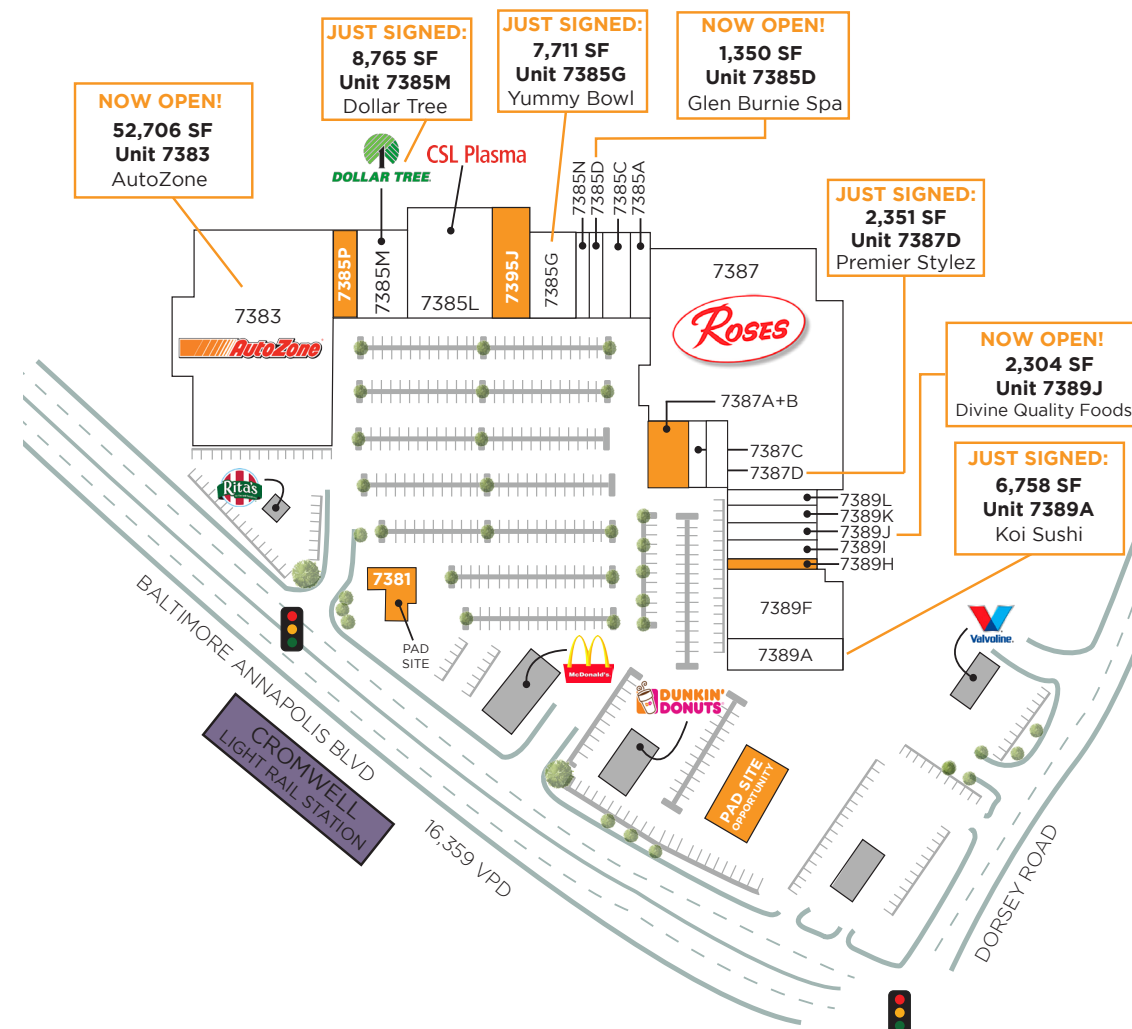 JUST SIGNED:
8,765 SF
Unit 7385M
Dollar Tree
JUST SIGNED:
7,711 SF
Unit 7385G
Yummy Bowl
NOW OPEN!
1,350 SF
Unit 7385D
Glen Burnie Spa
NOW OPEN!
52,706 SF
Unit 7383
AutoZone
DOLLAR TREE
CSL Plasma
7385N
7385D
7385C
7385A
JUST SIGNED:
2,351 SF
Unit 7387D
Premier Stylez
7383
AutoZone
7385P
7385M
7385L
7395J
7385G
7387
ROSES
NOW OPEN!
2,304 SF
Unit 7389J
Divine Quality Foods
7387A+B
7387C
7387D
JUST SIGNED:
6,758 SF
Unit 7389A
Koi Sushi
7389L
7389K
7389J
7389I
7389H
7389F
7389A
Rita's
7381
PAD
SITE
McDonald's
DUNKIN'
DONUTS
Valvoline
PAD SITE
OPPORTUNITY
BALTIMORE ANNAPOLIS BLVD
CROMWELL
LIGHT RAIL STATION
16,359 VPD
DORSEY ROAD